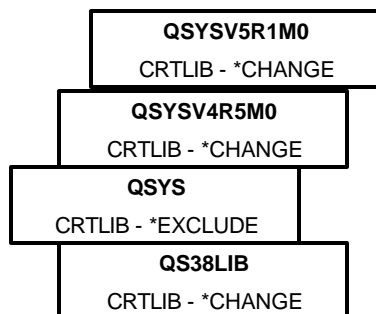 QSYSV5R1M0
CRTLIB - *CHANGE
QSYSV4R5M0
CRTLIB - *CHANGE
QSYS
CRTLIB - *EXCLUDE
QS38LIB
CRTLIB - *CHANGE